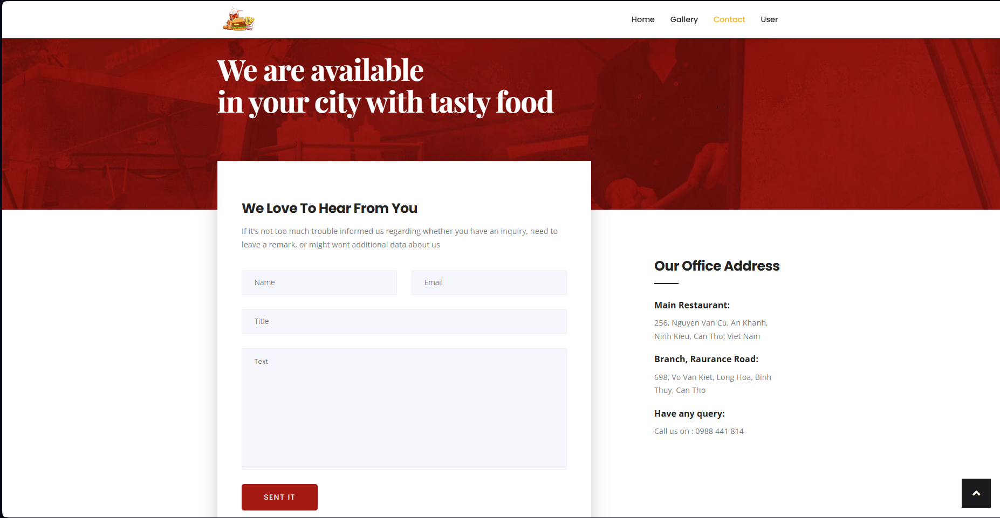 Home Gallery Contact User
We are available
in your city with tasty food
We Love To Hear From You
If it's not too much trouble informed us regarding whether you have an inquiry, need to
leave a remark, or might want additional data about us
Name Email
Title
Text
SENT IT
Our Office Address
Main Restaurant:
256, Nguyen Van Cu, An Khanh,
Ninh Kieu, Can Tho, Viet Nam
Branch, Raurance Road:
698, Vo Van Kiet, Long Hoa, Binh
Thuy, Can Tho
Have any query:
Call us on : 0988 441 814